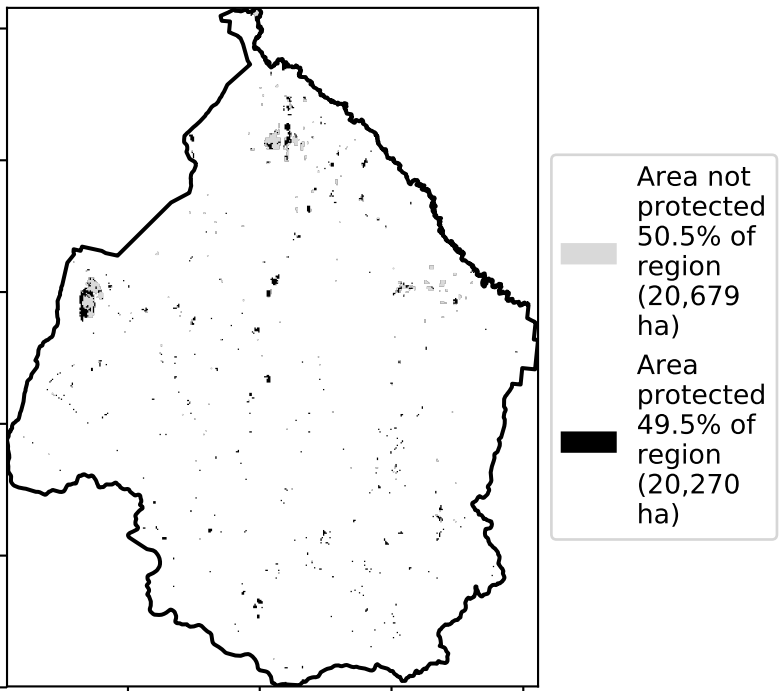 Area not
protected
50.5% of
region
(20,679
ha)
Area
protected
49.5% of
region
(20,270
ha)